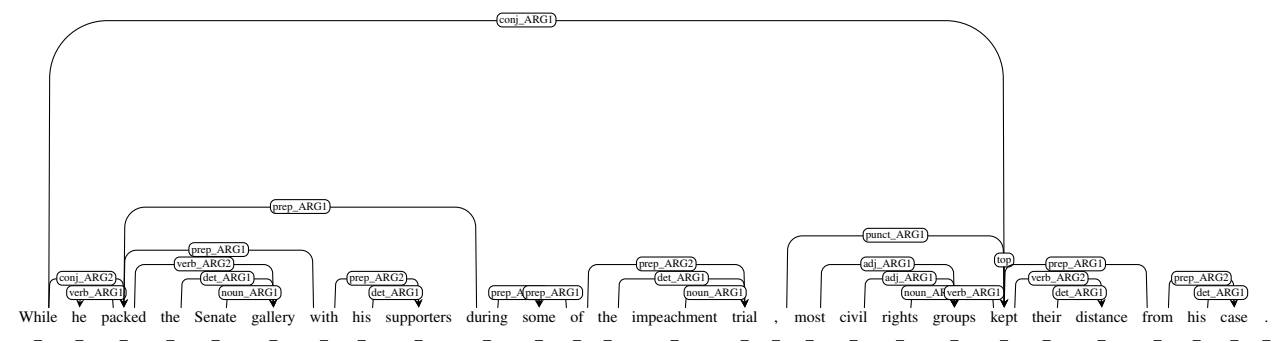 conj_ARG1
prep_ARG1
punct_ARG1
prep_ARG1
top
verb_ARG2 prep_ARG2 adj_ARG1 prep_ARG1
conj_ARG2 det_ARG1 prep_ARG2 det_ARG1 adj_ARG1 verb_ARG2 prep_ARG2
verb_ARG1 noun_ARG1 det_ARG1 prep_ARG1 noun_ARG1 verb_ARG1 det_ARG1 det_ARG1
While he packed the Senate gallery with his supporters during some of the impeachment trial , most civil rights groups kept their distance from his case .
_ _ _ _ _ _ _ _ _ _ _ _ _ _ _ _ _ _ _ _ _ _ _ _ _ _ _